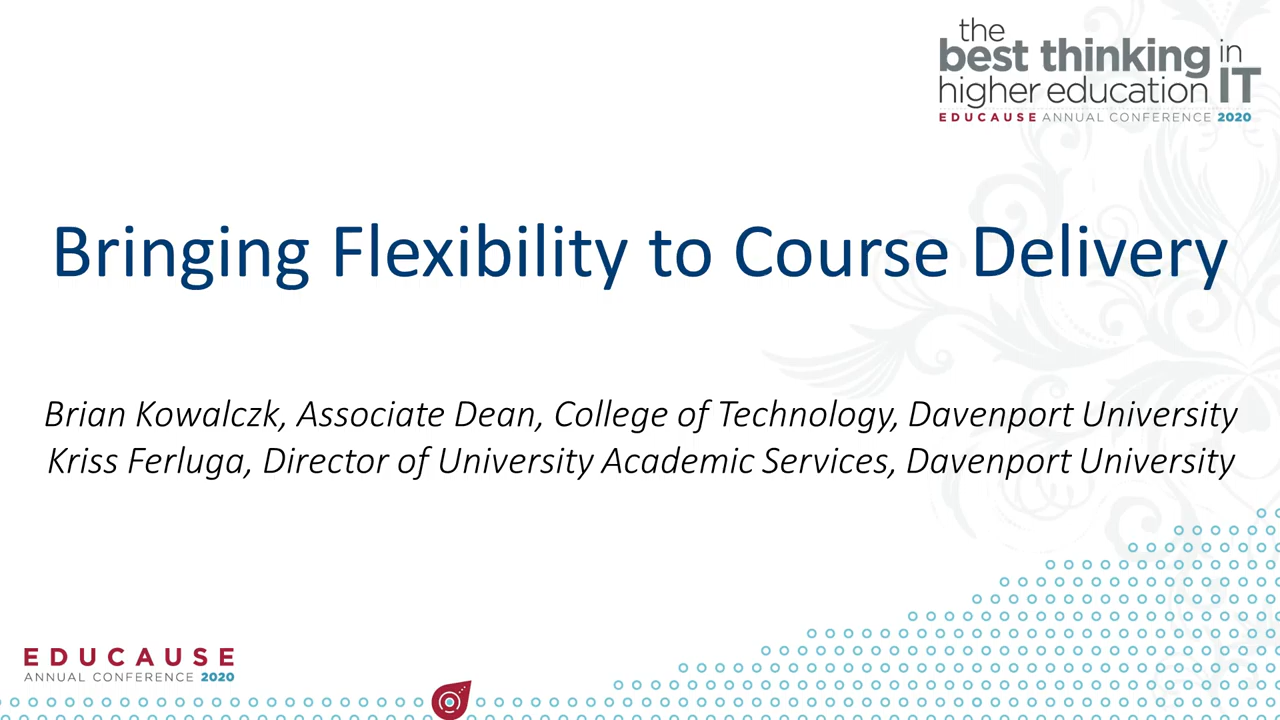 the
best thinking in
higher education IT
EDUCAUSE ANNUAL CONFERENCE 2020
Bringing Flexibility to Course Delivery
Brian Kowalczk, Associate Dean, College of Technology, Davenport University
Kriss Ferluga, Director of University Academic Services, Davenport University
EDUCAUSE
ANNUAL CONFERENCE 2020